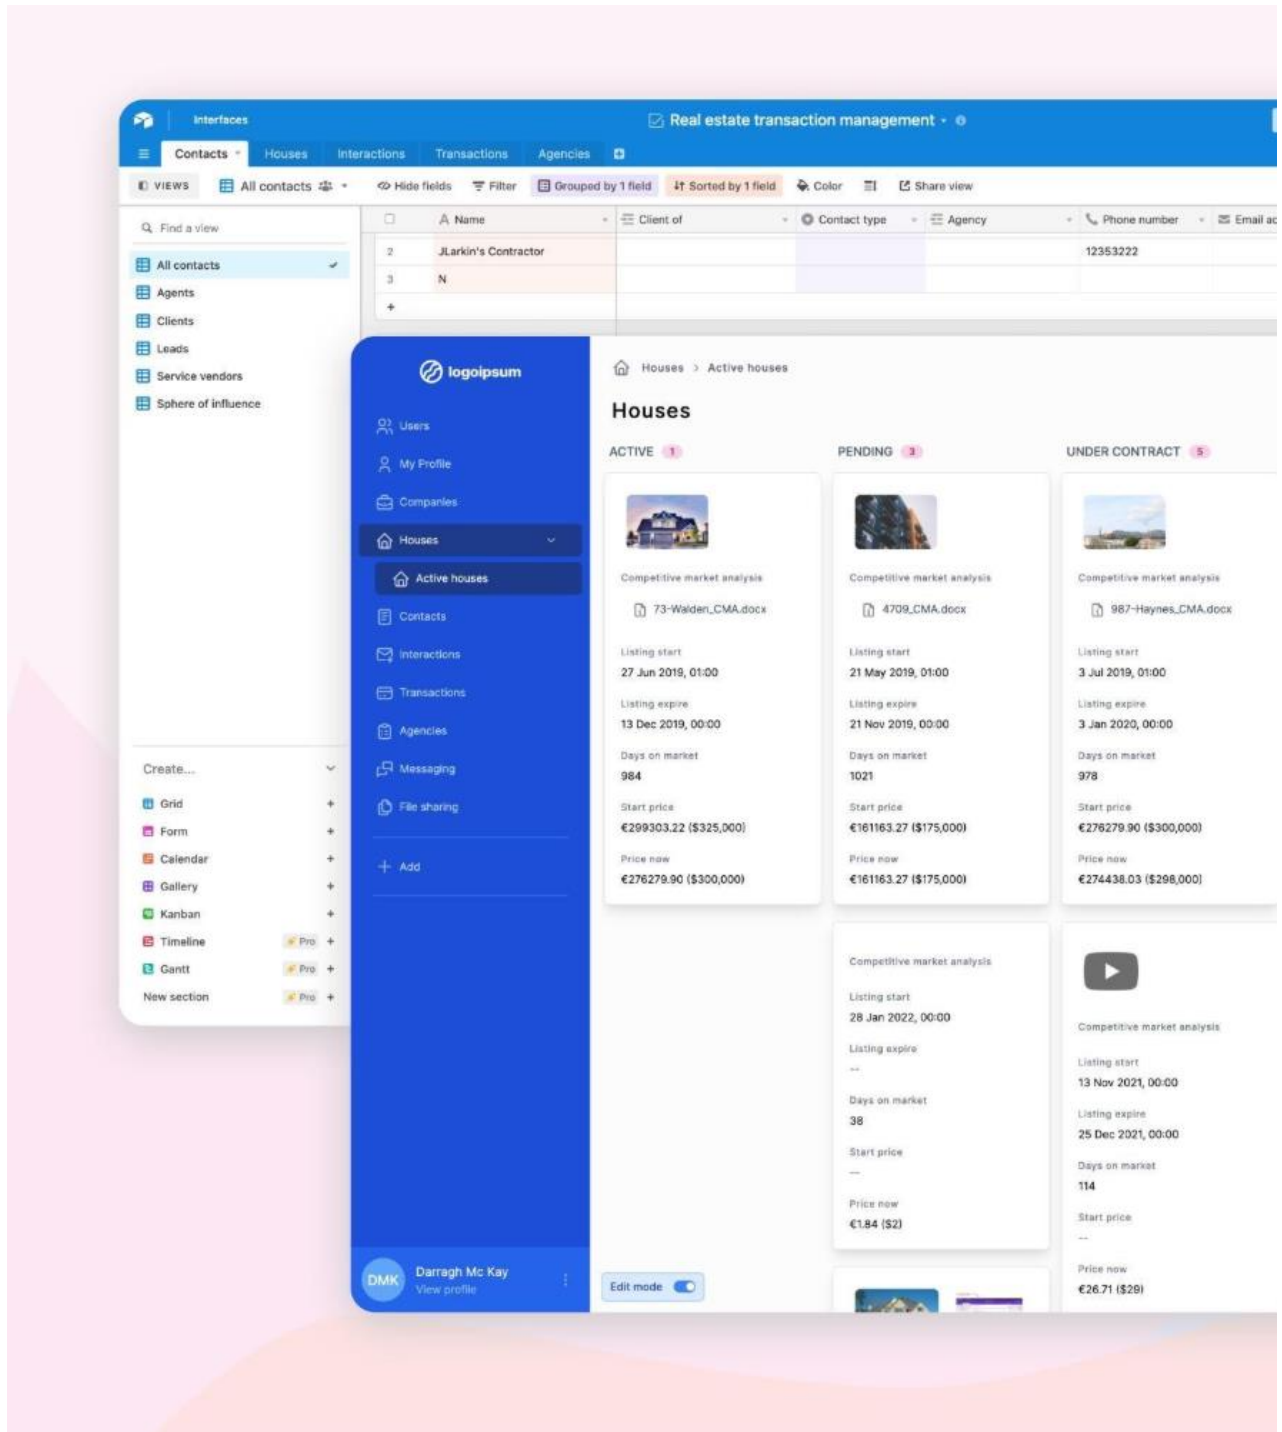 Interfaces
Real estate transaction management
Contacts Houses Interactions Transactions Agencies
VIEWS All contacts Hide fields Filter Grouped by 1 field Sorted by 1 field Color Share view
Find a view
A Name Client of Contact type Agency Phone number Email ac
2 JLarkin's Contractor 12353222
3 N
+
All contacts
Agents
Clients
Leads
Service vendors
Sphere of influence
Create...
Grid +
Form +
Calendar +
Gallery +
Kanban +
Timeline Pro +
Gantt Pro +
New section Pro +
logoipsum
Users
My Profile
Companies
Houses
Active houses
Contacts
Interactions
Transactions
Agencies
Messaging
File sharing
+ Add
DMK
Darragh Mc Kay
View profile
Houses > Active houses
Houses
ACTIVE 1
Competitive market analysis
73-Walden_CMA.docx
Listing start
27 Jun 2019, 01:00
Listing expire
13 Dec 2019, 00:00
Days on market
984
Start price
€299303.22 ($325,000)
Price now
€276279.90 ($300,000)
Edit mode
PENDING 3
Competitive market analysis
4709_CMA.docx
Listing start
21 May 2019, 01:00
Listing expire
21 Nov 2019, 00:00
Days on market
1021
Start price
€161163.27 ($175,000)
Price now
€161163.27 ($175,000)
Competitive market analysis
Listing start
28 Jan 2022, 00:00
Listing expire
--
Days on market
38
Start price
--
Price now
€1.84 ($2)
UNDER CONTRACT 5
Competitive market analysis
987-Haynes_CMA.docx
Listing start
3 Jul 2019, 01:00
Listing expire
3 Jan 2020, 00:00
Days on market
978
Start price
€276279.90 ($300,000)
Price now
€274438.03 ($298,000)
Competitive market analysis
Listing start
13 Nov 2021, 00:00
Listing expire
25 Dec 2021, 00:00
Days on market
114
Start price
--
Price now
€26.71 ($29)